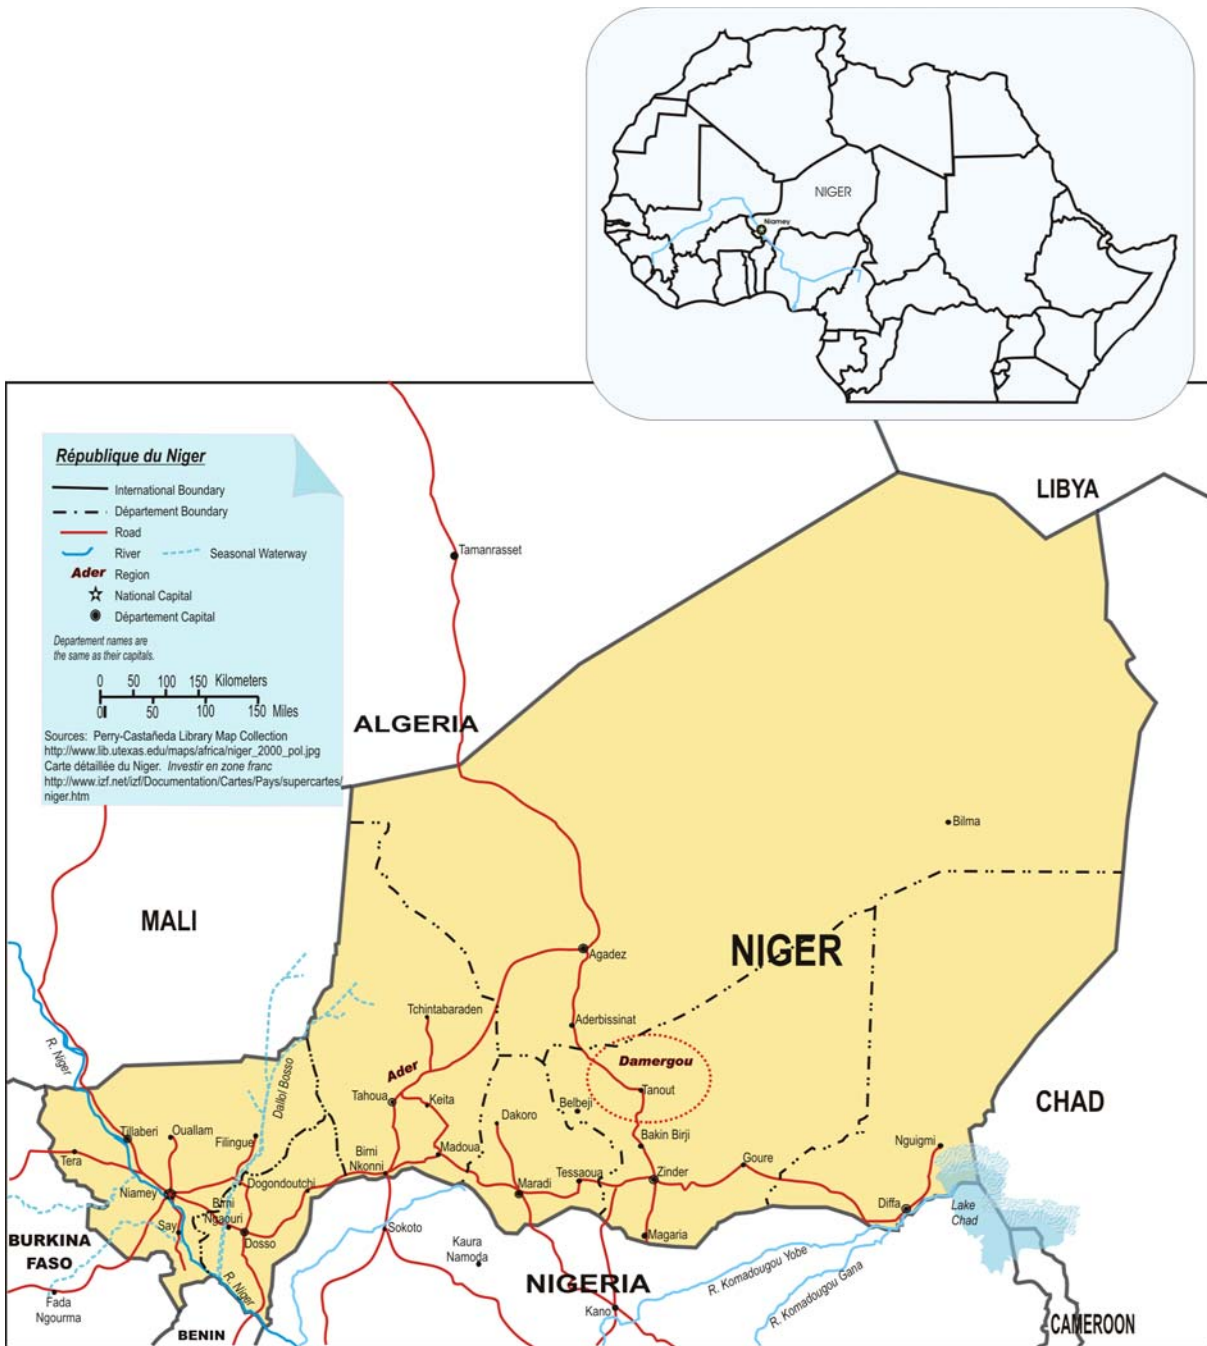 NIGER
Niamey
République du Niger
International Boundary
Département Boundary
Road
River
Seasonal Waterway
Ader
Region
National Capital
Département Capital
Departement names are
the same as their capitals.
0 50 100 150 Kilometers
0 50 100 150 Miles
Sources: Perry-Castañeda Library Map Collection
http://www.lib.utexas.edu/maps/africa/niger_2000_pol.jpg
Carte détaillée du Niger. Investir en zone franc
http://www.izf.net/izf/Documentation/Cartes/Pays/supercartes/
niger.htm
LIBYA
Tamanrasset
ALGERIA
Bilma
MALI
NIGER
Agadez
Tchintabaraden
Aderbissinat
R. Niger
Dallol Bosso
Ader
Damergou
Tanout
CHAD
Tahoua
Keita
Belbeji
Dakoro
Tillaberi
Ouallam
Filingue
Tera
Birni
Nkonni
Madoua
Bakin Birji
Nguigmi
Goure
Tessaoua
Zinder
Niamey
Dogondoutchi
Maradi
Birni
Ngaouri
Diffa
Lake
Chad
Say
Dosso
Sokoto
Magaria
BURKINA
FASO
Kaura
Namoda
R. Komadougou Yobe
R. Niger
NIGERIA
R. Komadougou Gana
Fada
Ngourma
Kano
BENIN
CAMEROON